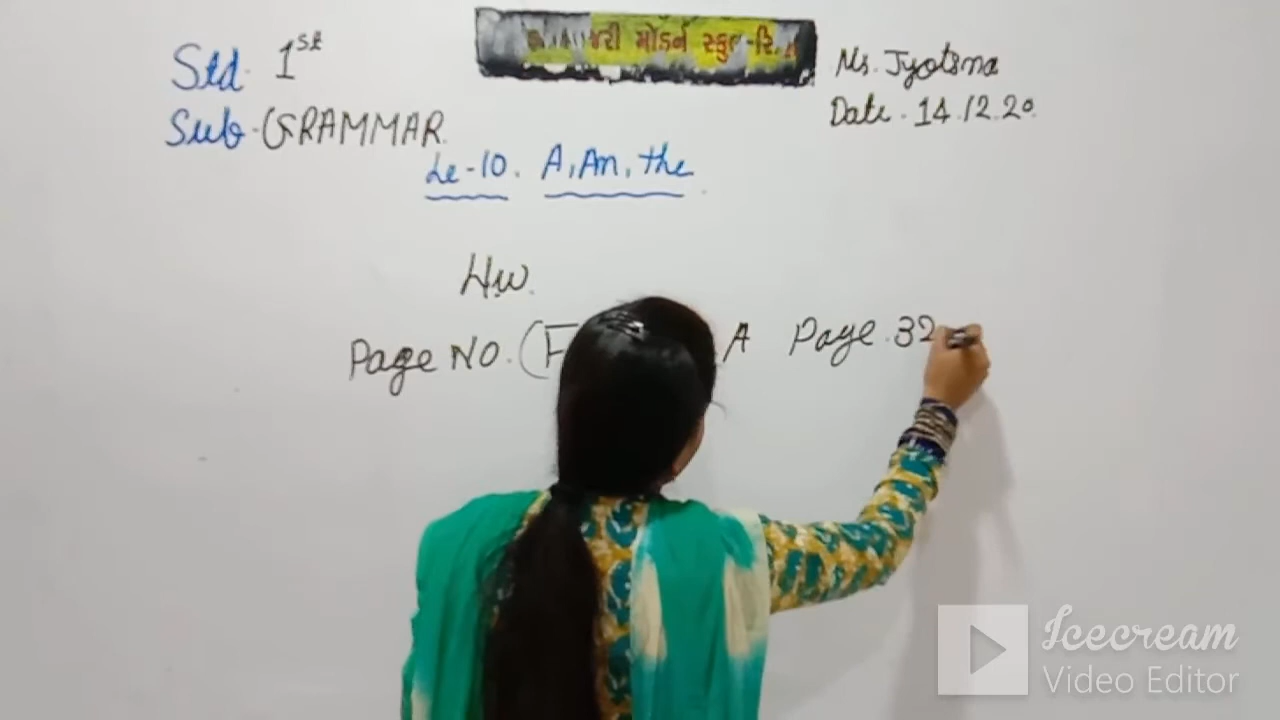 Std. 1st
મોડર્ન સ્કુલ-
Ms. Jyotsna
Sub. GRAMMAR.
Date. 14.12.20.
Le-10. A, An, the.
H.W.
Page No. (F A Page. 32
Icecream
Video Editor